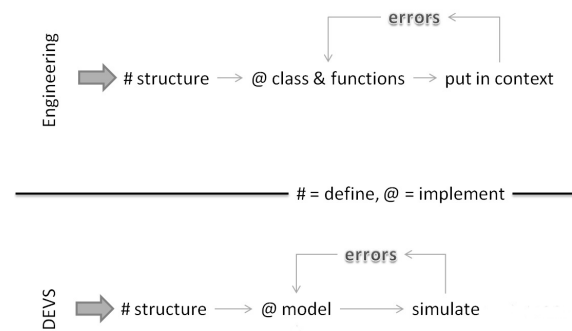 errors
Engineering
# structure → @ class & functions → put in context
# = define, @ = implement
errors
DEVS
# structure → @ model → simulate